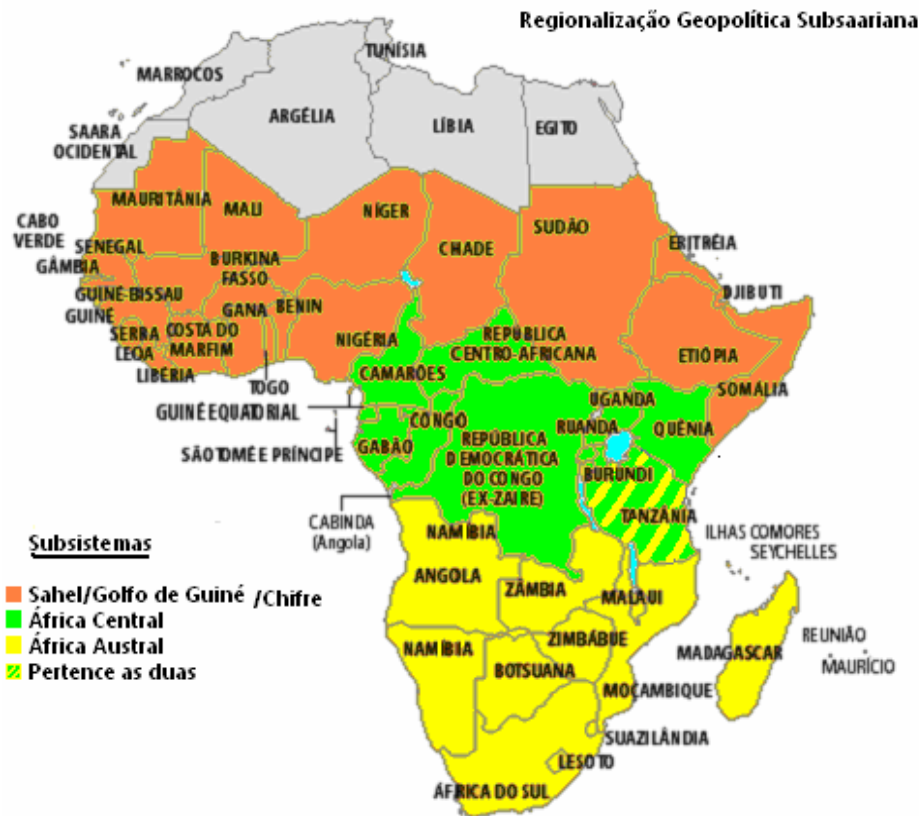 Regionalização Geopolítica Subsaariana
TUNÍSIA
MARROCOS
ARGÉLIA
LÍBIA
EGITO
SAARA
OCIDENTAL
MAURITÂNIA
MALI
NÍGER
CHADE
SUDÃO
ERITRÉIA
CABO
VERDE
SENEGAL
GÂMBIA
BURKINA
FASSO
DJIBUTI
GUINÉ-BISSAU
GUINÉ
GANA
BENIN
SERRA
LEOA
COSTA DO
MARFIM
NIGÉRIA
REPÚBLICA
CENTRO-AFRICANA
ETIÓPIA
LIBÉRIA
TOGO
CAMARÕES
SOMÁLIA
GUINÉ EQUATORIAL
UGANDA
CONGO
RUANDA
QUÊNIA
GABÃO
SÃO TOMÉ E PRÍNCIPE
REPÚBLICA
DEMOCRÁTICA
DO CONGO
(EX-ZAIRE)
BURUNDI
TANZÂNIA
CABINDA
(Angola)
NAMÍBIA
ILHAS COMORES
SEYCHELLES
Subsistemas
ANGOLA
ZÂMBIA
MALAUI
Sahel/Golfo de Guiné /Chifre
África Central
África Austral
Pertence as duas
NAMÍBIA
ZIMBÁBUE
BOTSUANA
MADAGASCAR
REUNIÃO
MAURÍCIO
MOÇAMBIQUE
SUAZILÂNDIA
LESOTO
ÁFRICA DO SUL